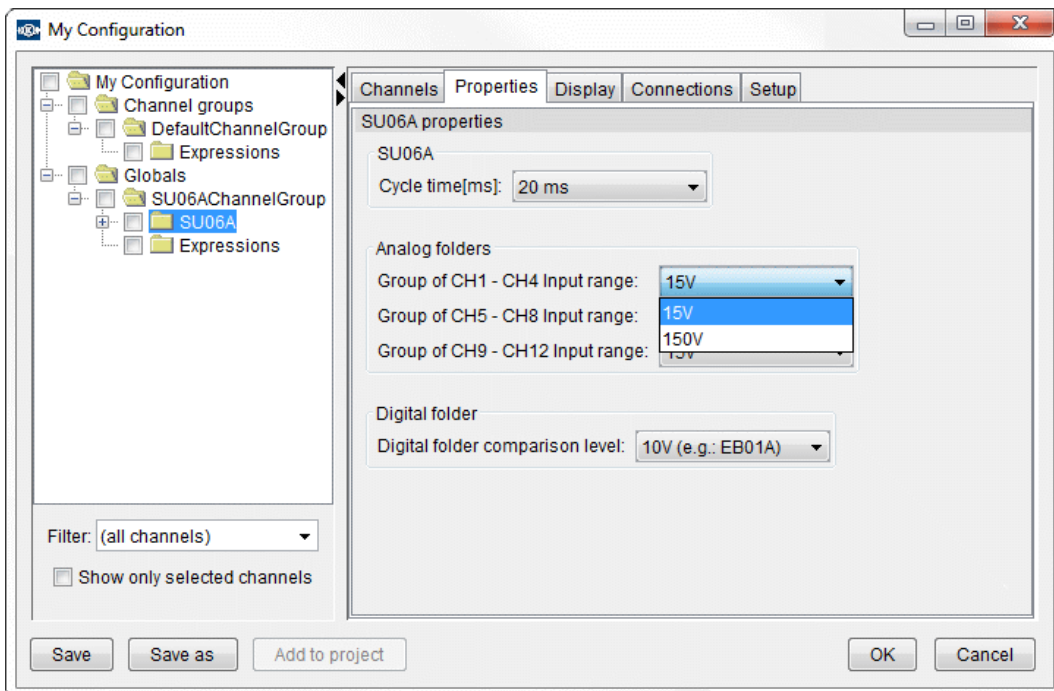 My Configuration
My Configuration
Channel groups
DefaultChannelGroup
Expressions
Globals
SU06AChannelGroup
SU06A
Expressions
Filter: (all channels)
Show only selected channels
Channels Properties Display Connections Setup
SU06A properties
SU06A
Cycle time[ms]: 20 ms
Analog folders
Group of CH1 - CH4 Input range: 15V
Group of CH5 - CH8 Input range: 15V
150V
Group of CH9 - CH12 Input range: 15V
Digital folder
Digital folder comparison level: 10V (e.g.: EB01A)
Save Save as Add to project OK Cancel